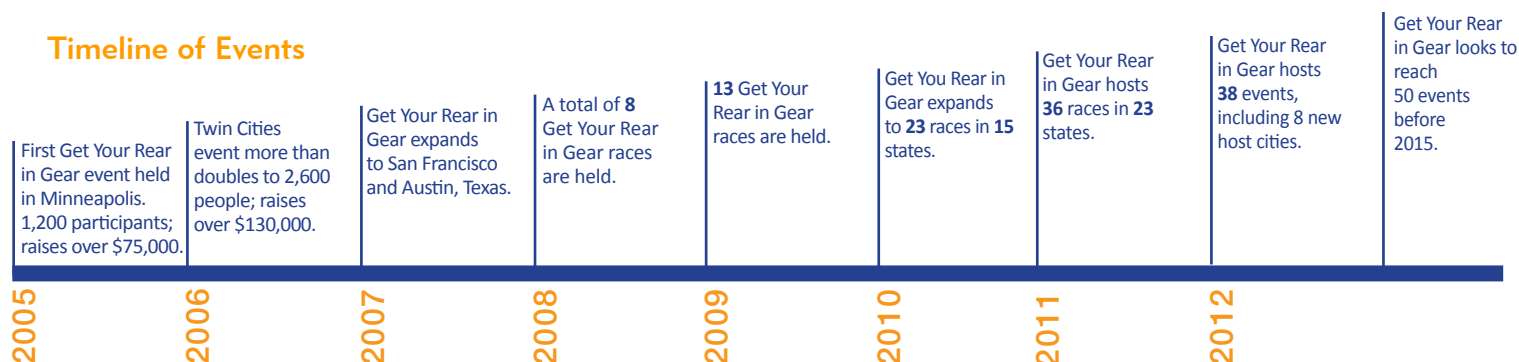 Timeline of Events
First Get Your Rear
in Gear event held
in Minneapolis.
1,200 participants;
raises over $75,000.
Twin Cities
event more than
doubles to 2,600
people; raises
over $130,000.
Get Your Rear in
Gear expands
to San Francisco
and Austin, Texas.
A total of 8
Get Your Rear
in Gear races
are held.
13 Get Your
Rear in Gear
races are held.
Get You Rear in
Gear expands
to 23 races in 15
states.
Get Your Rear
in Gear hosts
36 races in 23
states.
Get Your Rear
in Gear hosts
38 events,
including 8 new
host cities.
Get Your Rear
in Gear looks to
reach
50 events
before
2015.
2005
2006
2007
2008
2009
2010
2011
2012